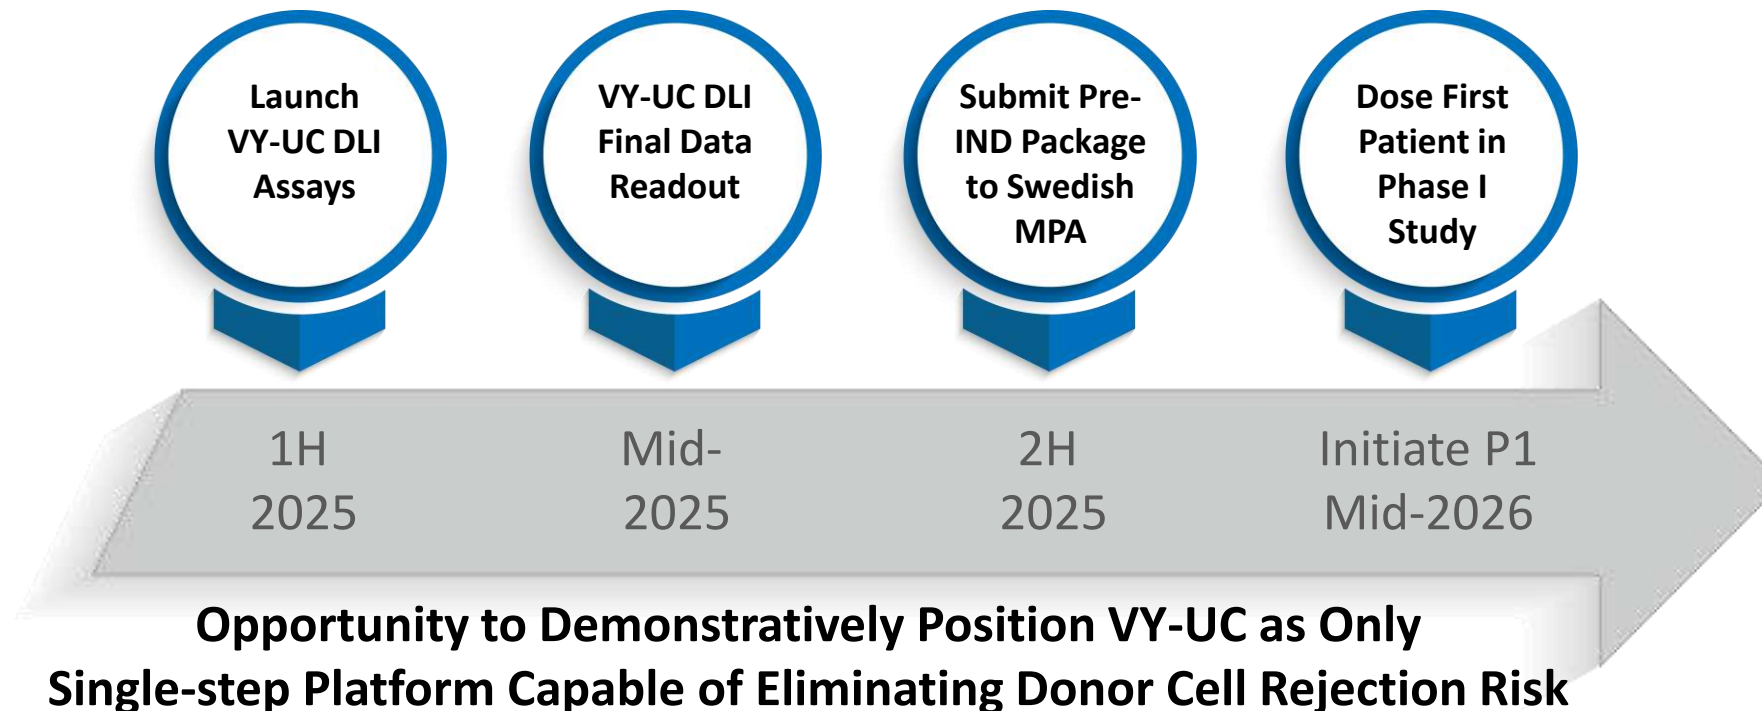 Launch
VY-UC DLI
Assays
VY-UC DLI
Final Data
Readout
Submit Pre-
IND Package
to Swedish
MPA
Dose First
Patient in
Phase I
Study
1H
2025
Mid-
2025
2H
2025
Initiate P1
Mid-2026
Opportunity to Demonstratively Position VY-UC as Only
Single-step Platform Capable of Eliminating Donor Cell Rejection Risk